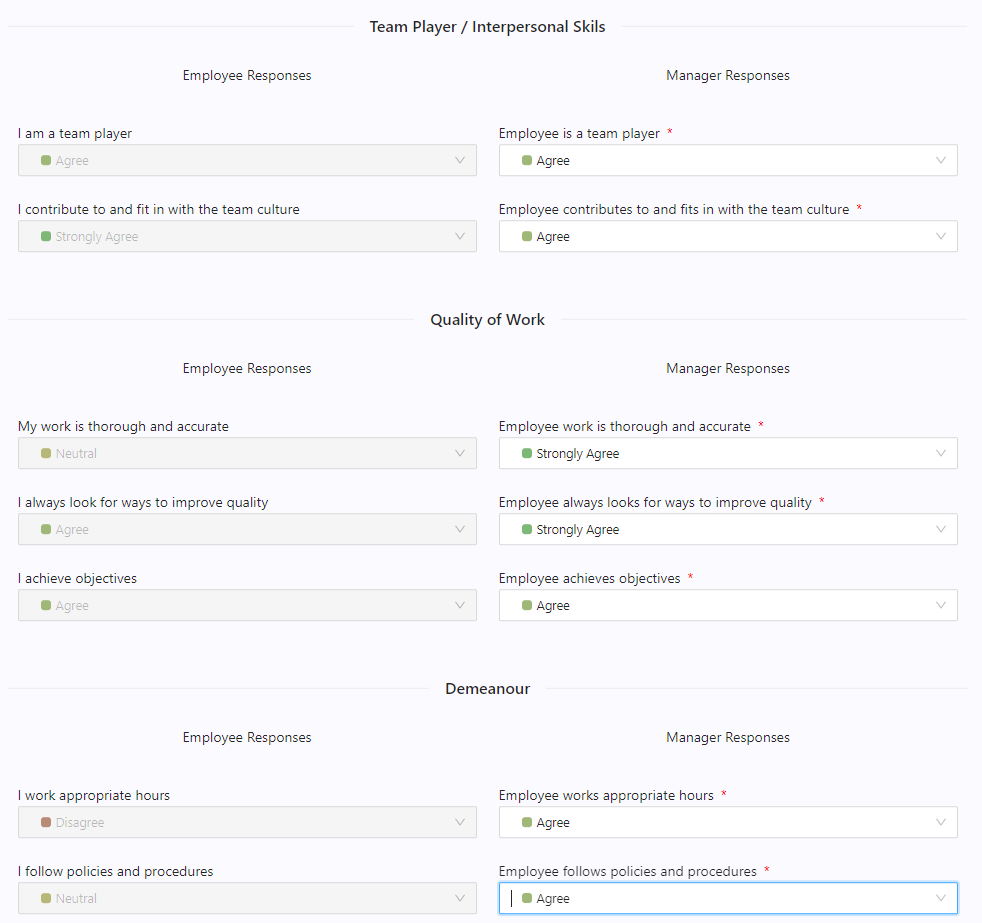 Team Player / Interpersonal Skils
Employee Responses Manager Responses
I am a team player Employee is a team player *
Agree Agree
I contribute to and fit in with the team culture Employee contributes to and fits in with the team culture *
Strongly Agree Agree
Quality of Work
Employee Responses Manager Responses
My work is thorough and accurate Employee work is thorough and accurate *
Neutral Strongly Agree
I always look for ways to improve quality Employee always looks for ways to improve quality *
Agree Strongly Agree
I achieve objectives Employee achieves objectives *
Agree Agree
Demeanour
Employee Responses Manager Responses
I work appropriate hours Employee works appropriate hours *
Disagree Agree
I follow policies and procedures Employee follows policies and procedures *
Neutral Agree